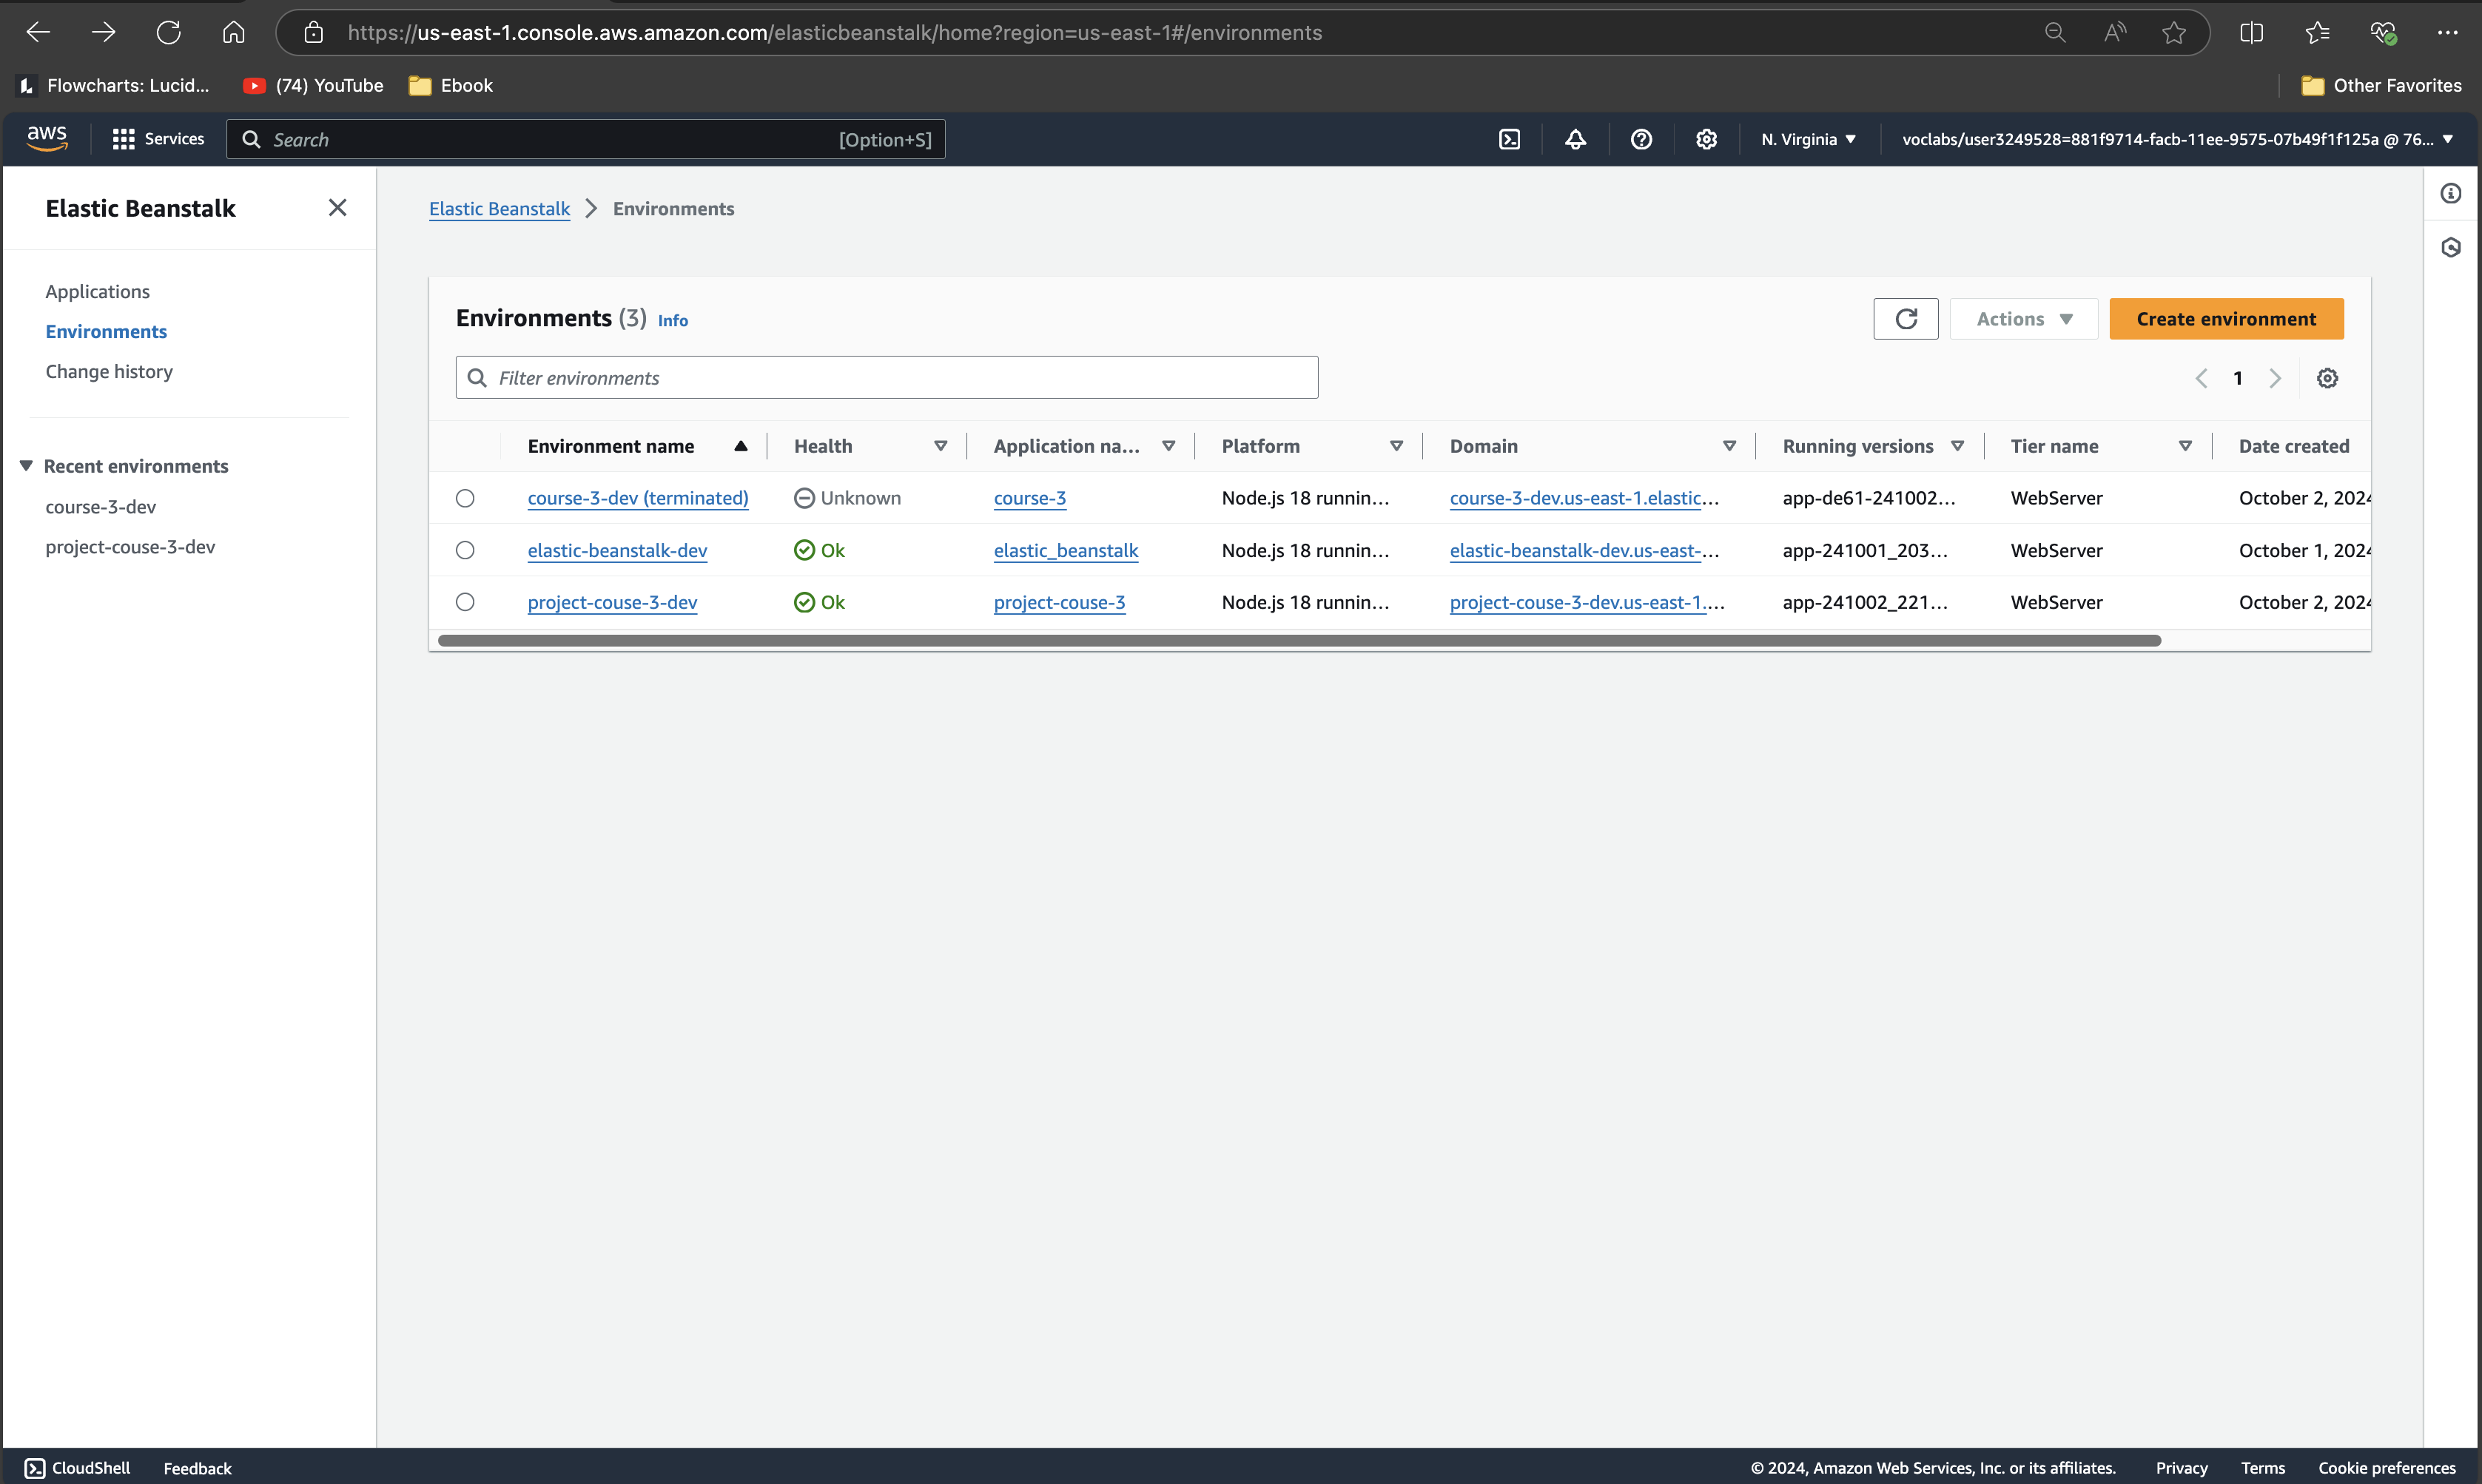 https://us-east-1.console.aws.amazon.com/elasticbeanstalk/home?region=us-east-1#/environments
Flowcharts: Lucid... (74) YouTube Ebook Other Favorites
aws Services Search [Option+S] N. Virginia voclabs/user3249528=881f9714-facb-11ee-9575-07b49f1f125a @ 76...
Elastic Beanstalk
Applications
Environments
Change history
Recent environments
course-3-dev
project-couse-3-dev
Elastic Beanstalk Environments
Environments (3) Info Actions Create environment
Filter environments 1
Environment name Health Application na... Platform Domain Running versions Tier name Date created
course-3-dev (terminated) Unknown course-3 Node.js 18 runnin... course-3-dev.us-east-1.elastic... app-de61-241002... WebServer October 2, 2024
elastic-beanstalk-dev Ok elastic_beanstalk Node.js 18 runnin... elastic-beanstalk-dev.us-east-... app-241001_203... WebServer October 1, 2024
project-couse-3-dev Ok project-couse-3 Node.js 18 runnin... project-couse-3-dev.us-east-1.... app-241002_221... WebServer October 2, 2024
CloudShell Feedback © 2024, Amazon Web Services, Inc. or its affiliates. Privacy Terms Cookie preferences